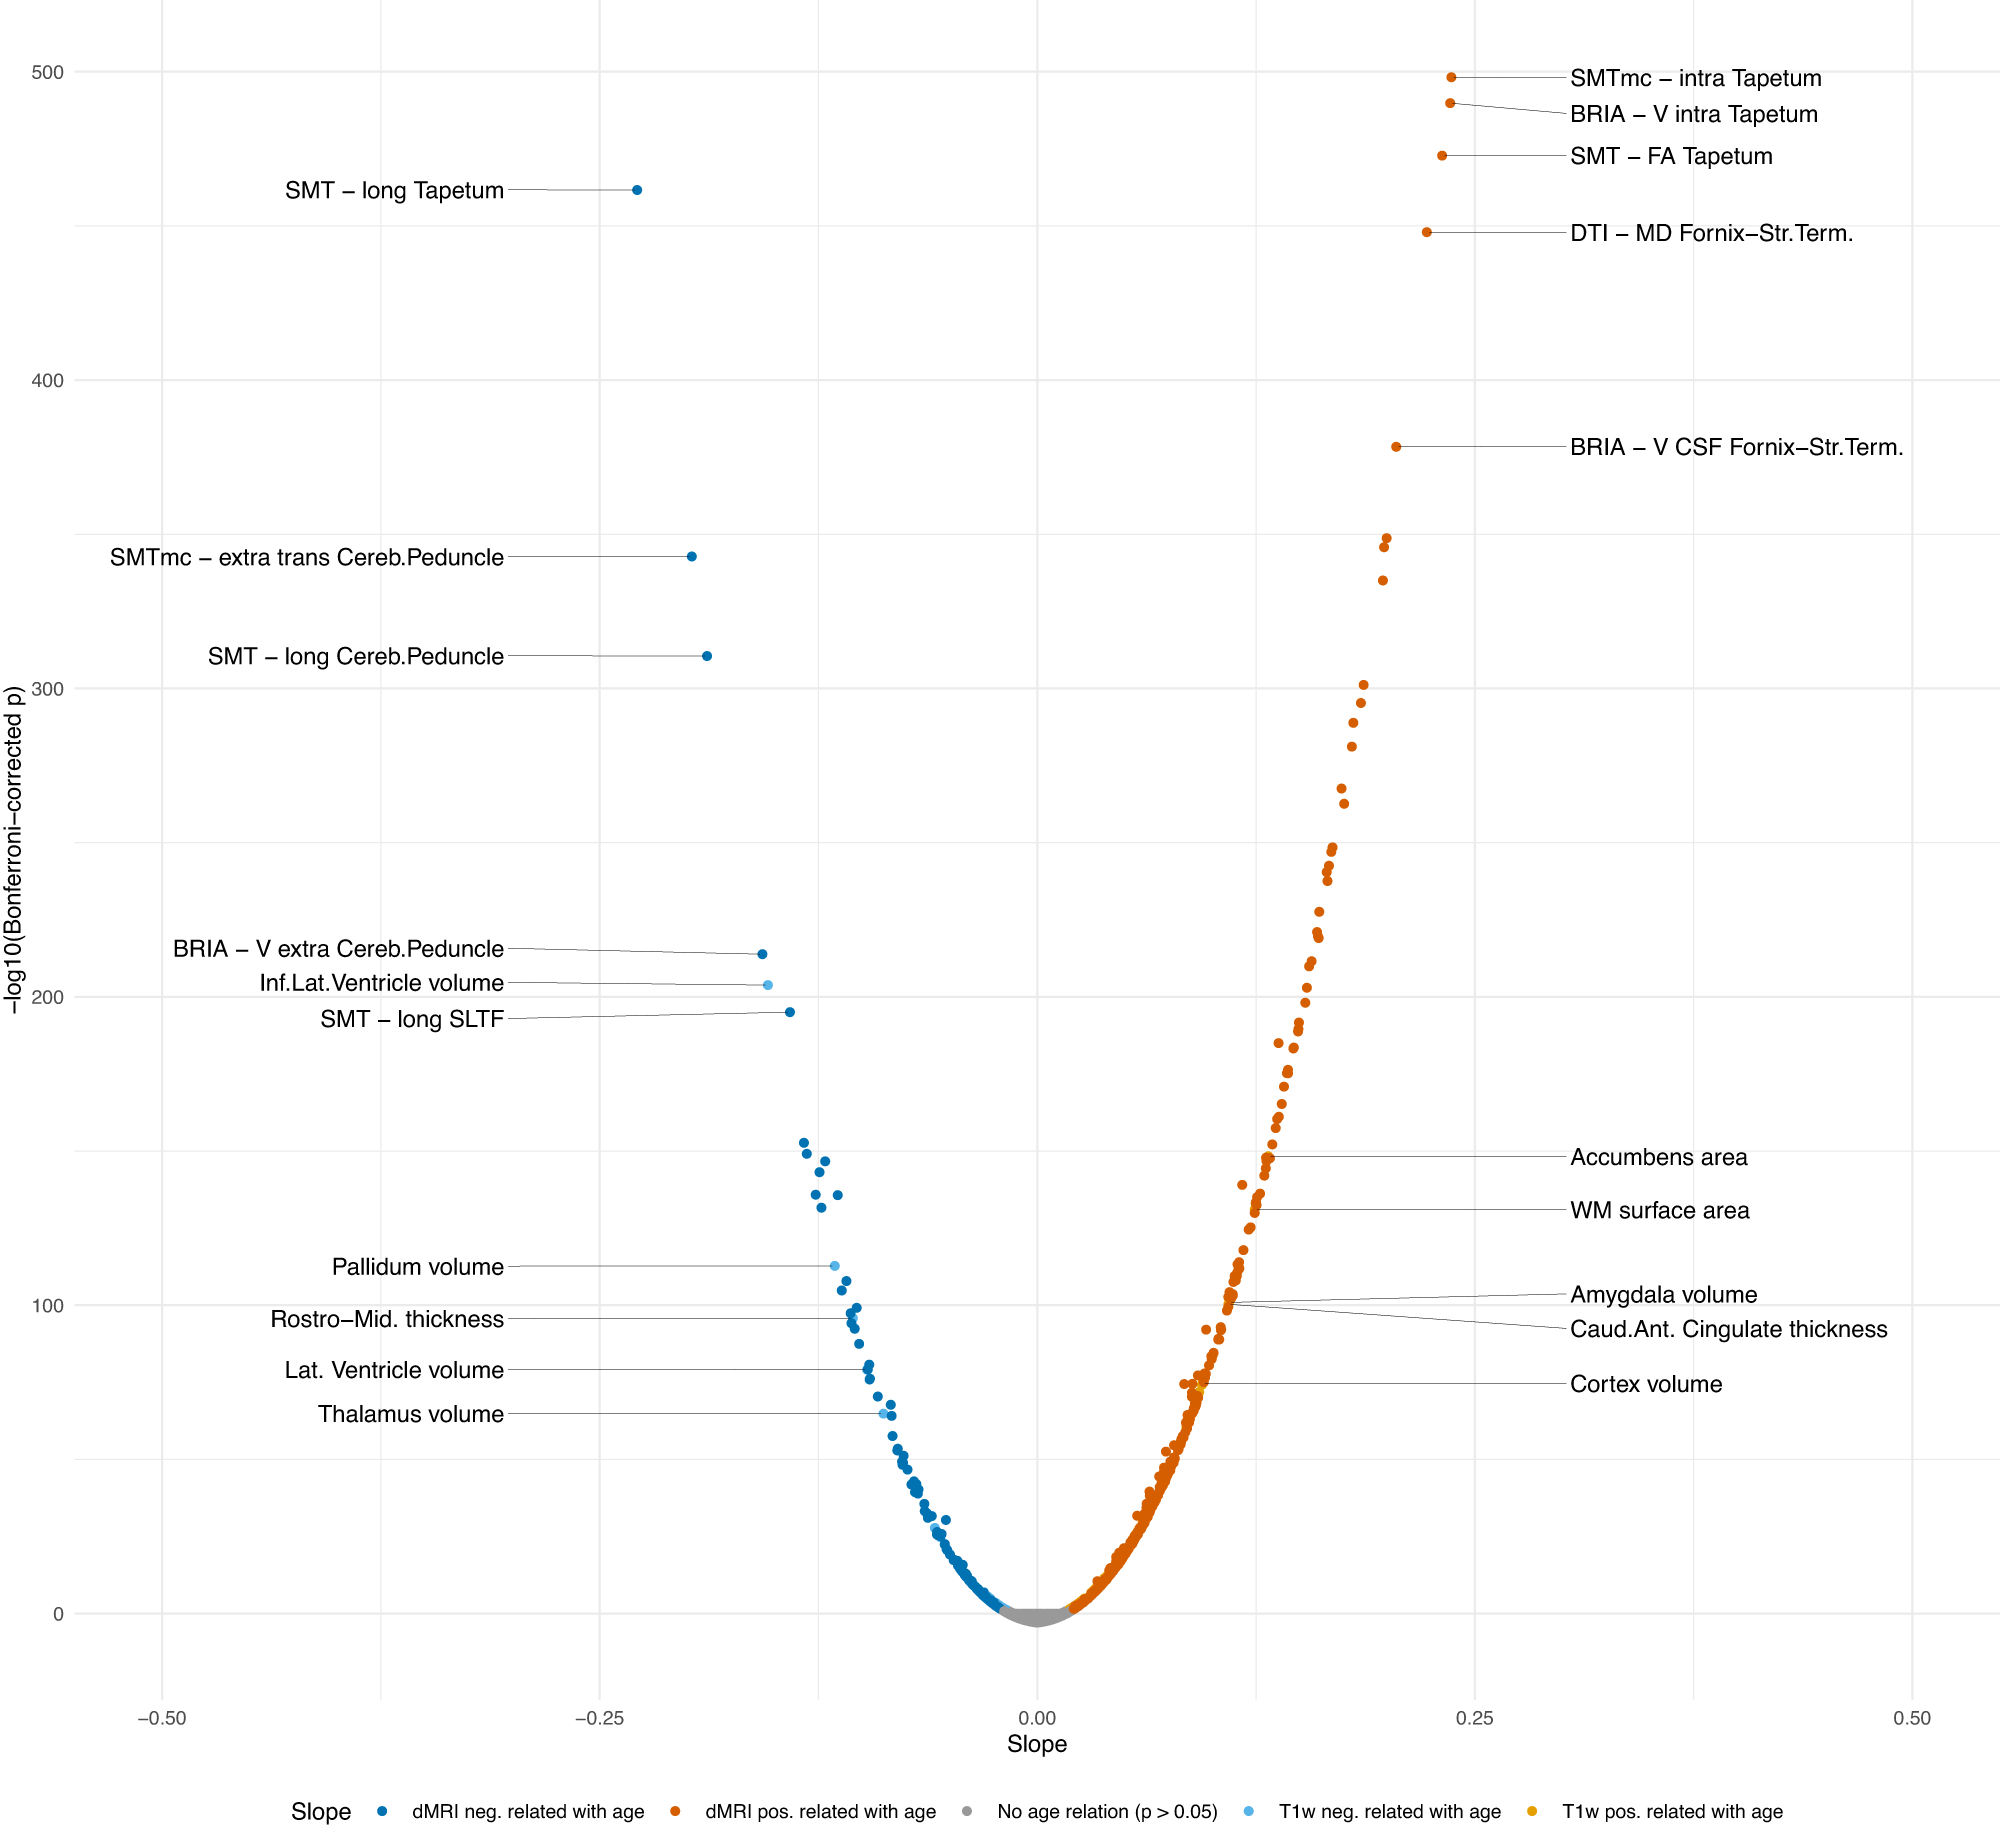 500
400
300
200
100
0
−log10(Bonferroni−corrected p)
SMTmc − intra Tapetum
BRIA − V intra Tapetum
SMT − FA Tapetum
SMT − long Tapetum
DTI − MD Fornix−Str.Term.
BRIA − V CSF Fornix−Str.Term.
SMTmc − extra trans Cereb.Peduncle
SMT − long Cereb.Peduncle
BRIA − V extra Cereb.Peduncle
Inf.Lat.Ventricle volume
SMT − long SLTF
Accumbens area
WM surface area
Pallidum volume
Amygdala volume
Rostro−Mid. thickness
Caud.Ant. Cingulate thickness
Lat. Ventricle volume
Cortex volume
Thalamus volume
−0.50 −0.25 0.00 0.25 0.50
Slope
Slope dMRI neg. related with age dMRI pos. related with age No age relation (p > 0.05) T1w neg. related with age T1w pos. related with age